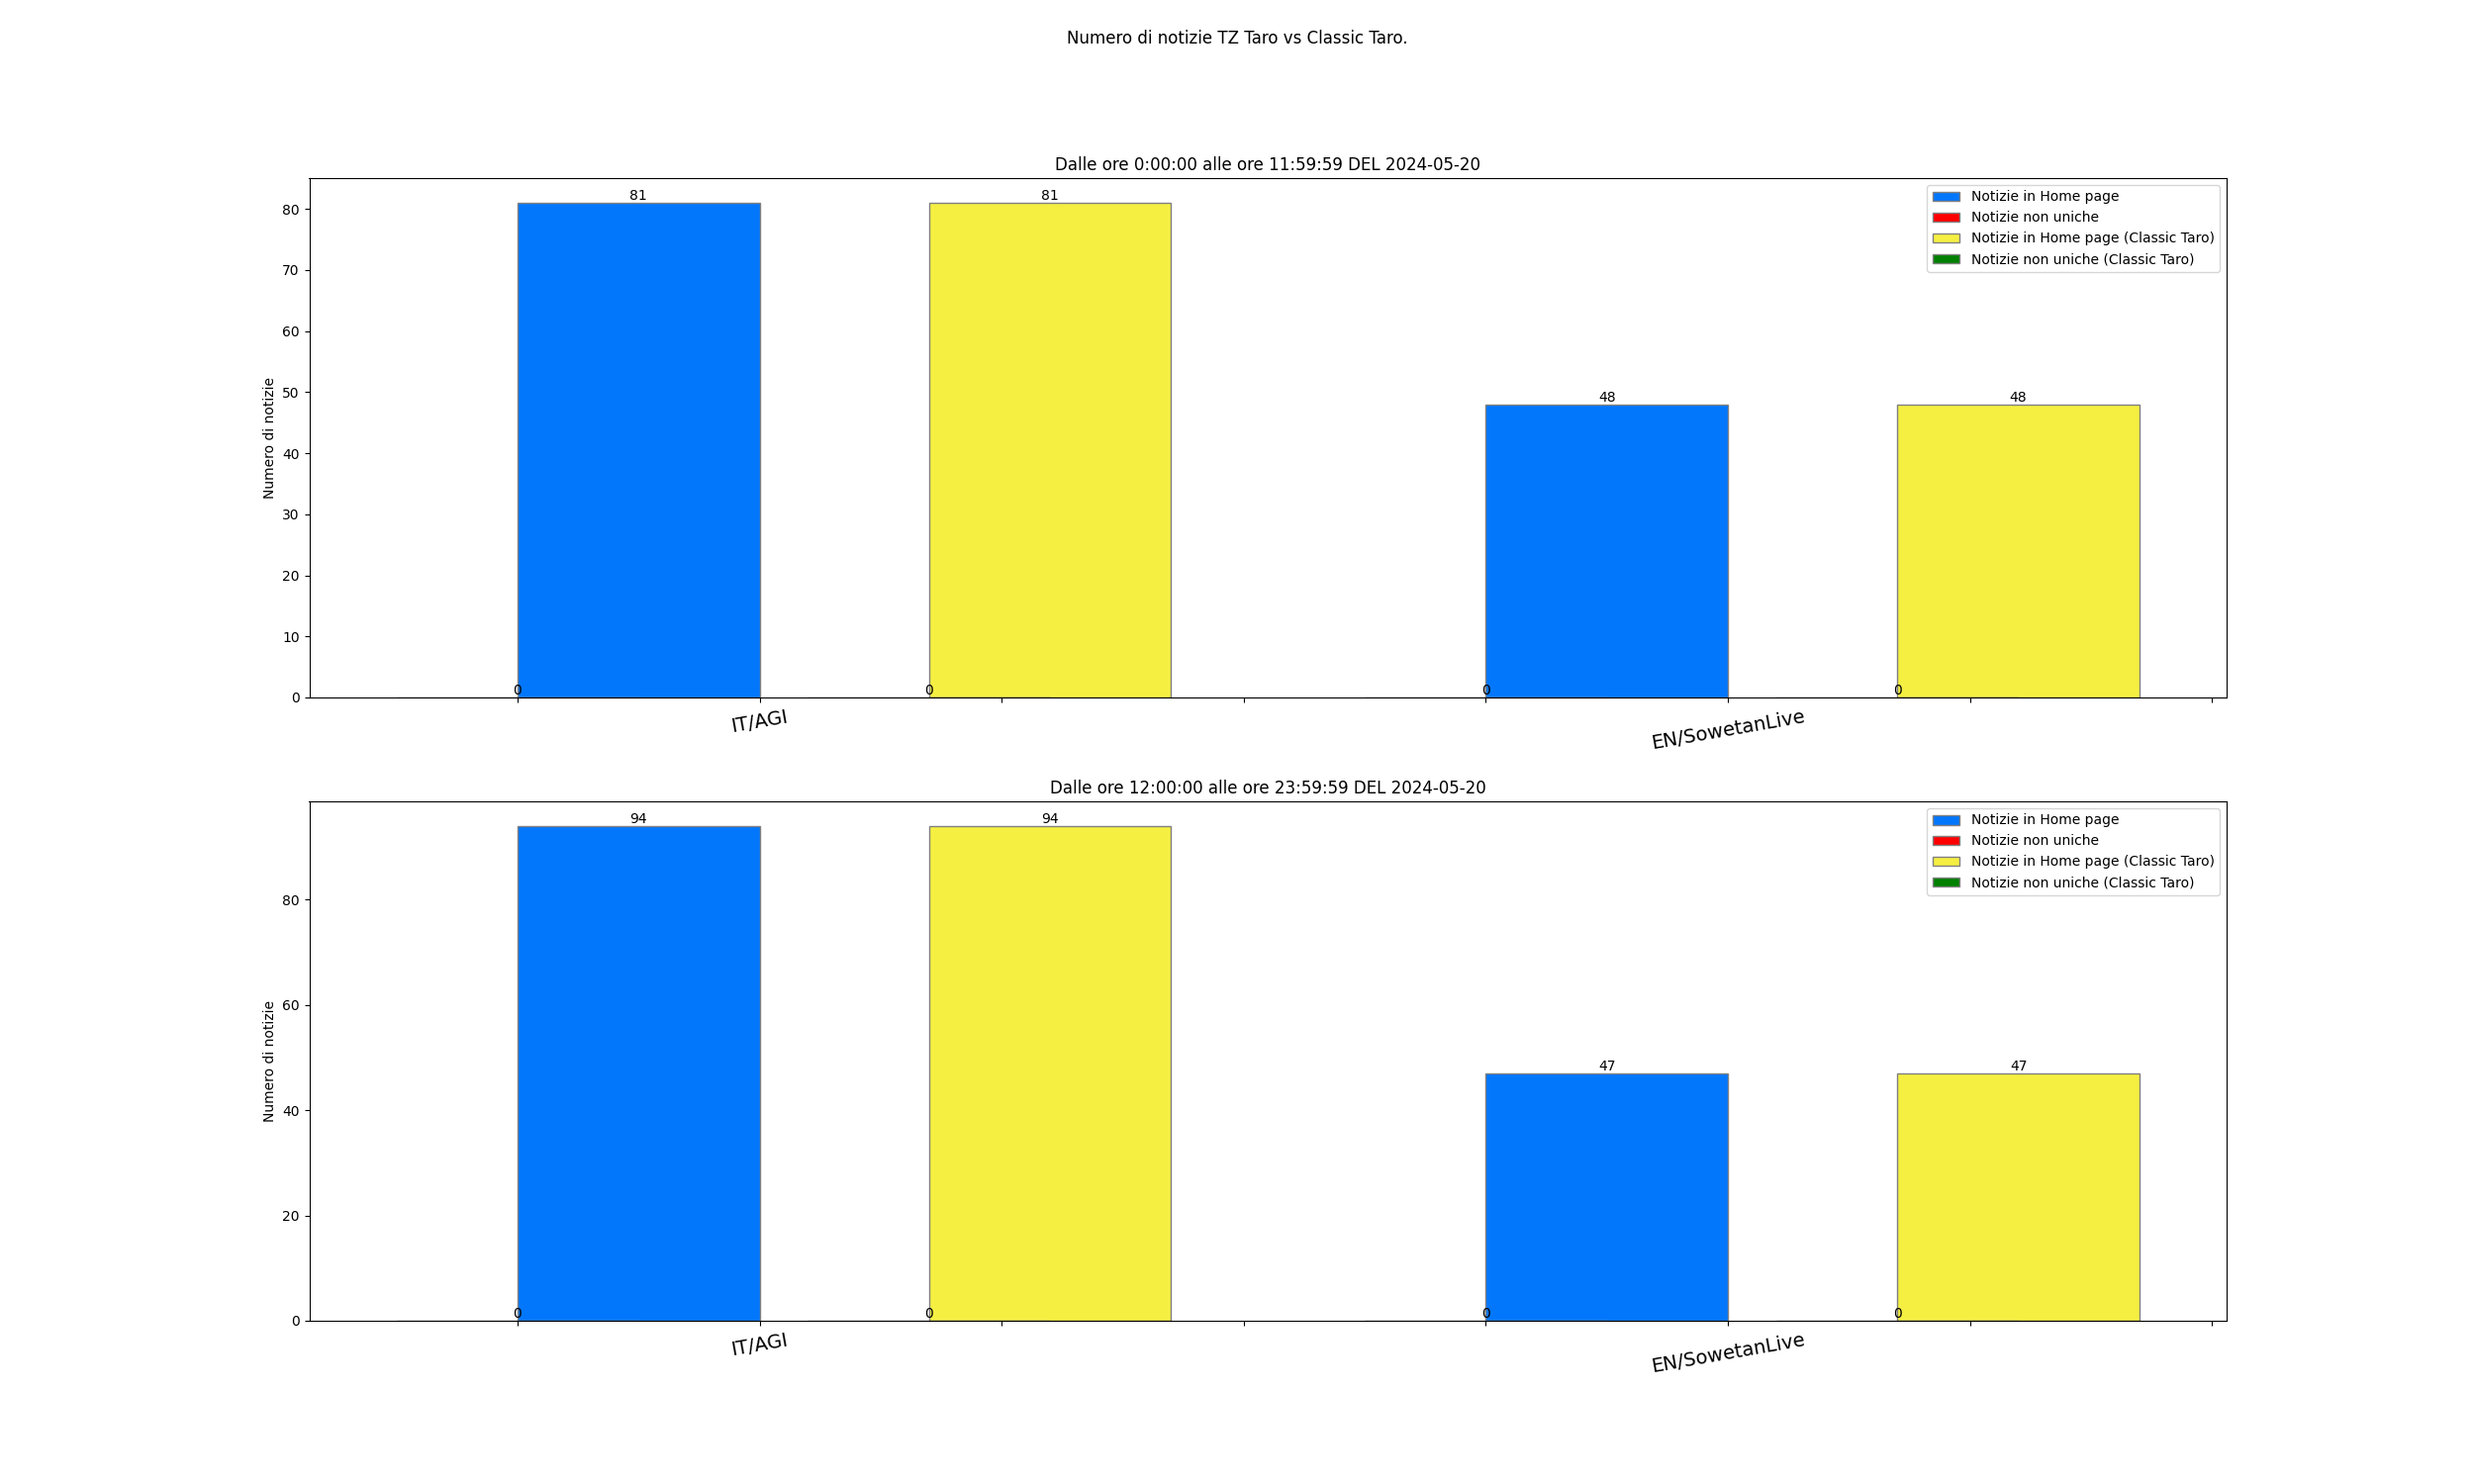 Numero di notizie TZ Taro vs Classic Taro.
Dalle ore 0:00:00 alle ore 11:59:59 DEL 2024-05-20
Numero di notizie
80
70
60
50
40
30
20
10
0
81
81
48
48
0
0
0
0
Notizie in Home page
Notizie non uniche
Notizie in Home page (Classic Taro)
Notizie non uniche (Classic Taro)
IT/AGI
EN/SowetanLive
Dalle ore 12:00:00 alle ore 23:59:59 DEL 2024-05-20
Numero di notizie
80
60
40
20
0
94
94
47
47
0
0
0
0
Notizie in Home page
Notizie non uniche
Notizie in Home page (Classic Taro)
Notizie non uniche (Classic Taro)
IT/AGI
EN/SowetanLive